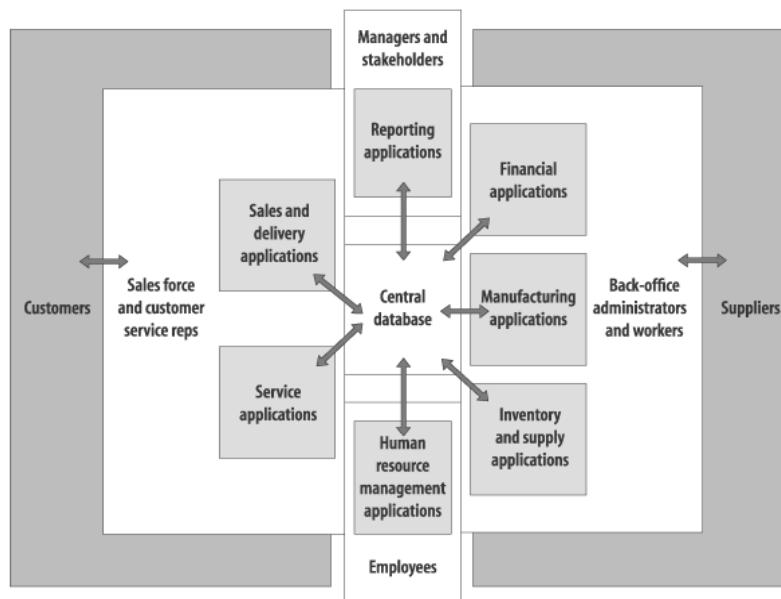 Managers and
stakeholders
Reporting
applications
Financial
applications
Sales and
delivery
applications
Customers
Sales force
and customer
service reps
Central
database
Manufacturing
applications
Back-office
administrators
and workers
Suppliers
Service
applications
Inventory
and supply
applications
Human
resource
management
applications
Employees